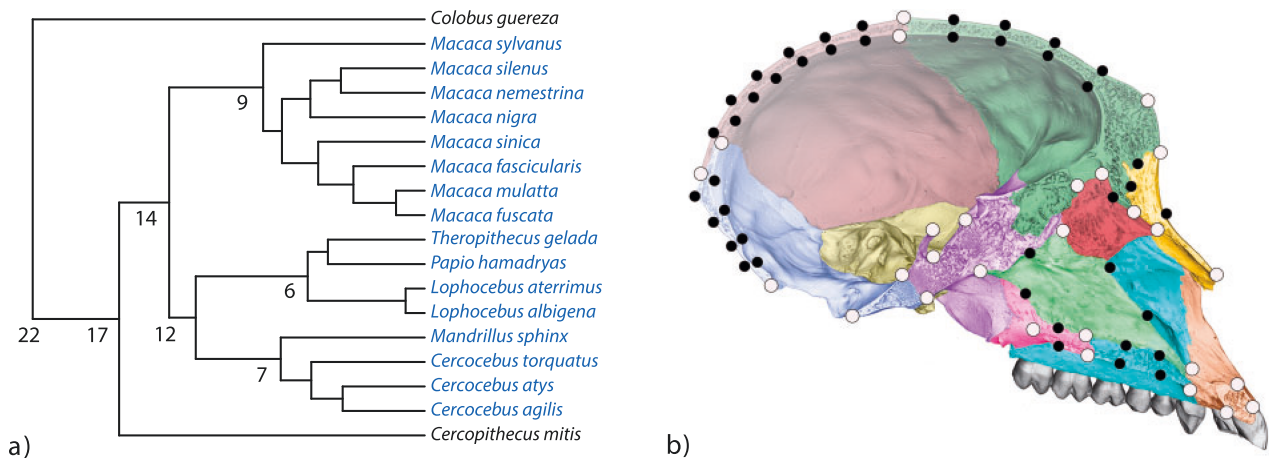 Colobus guereza
Macaca sylvanus
Macaca silenus
Macaca nemestrina
9
Macaca nigra
Macaca sinica
Macaca fascicularis
Macaca mulatta
14
Macaca fuscata
Theropithecus gelada
Papio hamadryas
6
Lophocebus aterrimus
Lophocebus albigena
22 17 12
Mandrillus sphinx
Cercocebus torquatus
7
Cercocebus atys
Cercocebus agilis
Cercopithecus mitis
a)
b)